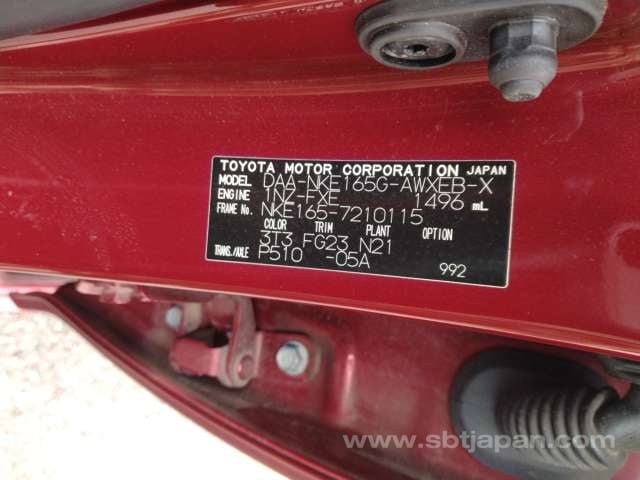 TOYOTA MOTOR CORPORATION JAPAN
MODEL DAA-NKE165G-AWXEB-X
ENGINE 1NZ-FXE 1496 mL
FRAME No. NKE165-7210115
COLOR TRIM PLANT OPTION
3T3 FG23 N21
TRANS./AXLE P510 -05A 992
www.sbtjapan.com